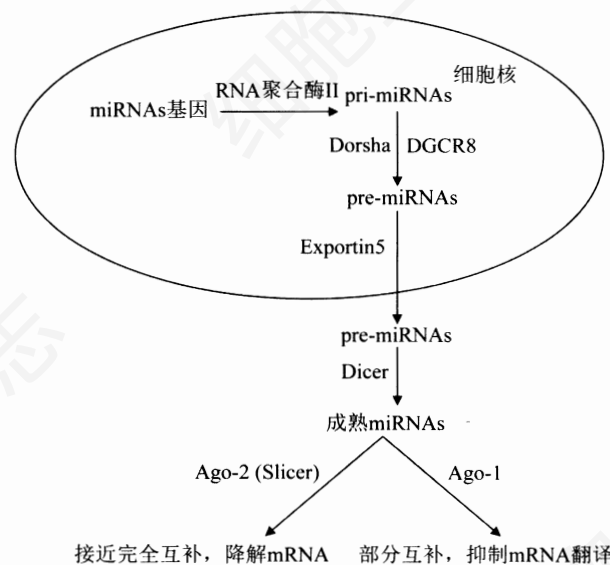 细胞核
RNA聚合酶II
miRNAs基因
pri-miRNAs
Dorsha
DGCR8
pre-miRNAs
Exportin5
pre-miRNAs
Dicer
成熟miRNAs
Ago-2 (Slicer)
Ago-1
接近完全互补，降解mRNA
部分互补，抑制mRNA翻译
细胞
志